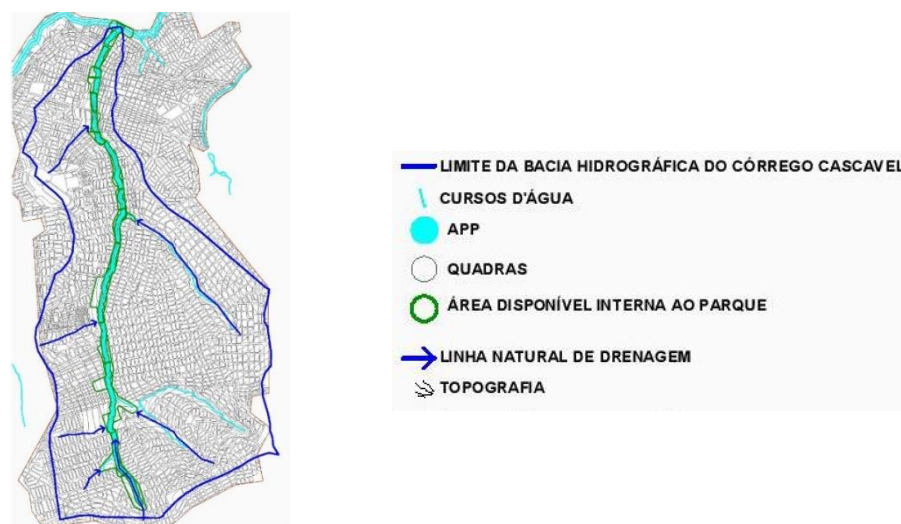 LIMITE DA BACIA HIDROGRÁFICA DO CÓRREGO CASCAVEL
CURSOS D'ÁGUA
APP
QUADRAS
ÁREA DISPONÍVEL INTERNA AO PARQUE
LINHA NATURAL DE DRENAGEM
TOPOGRAFIA